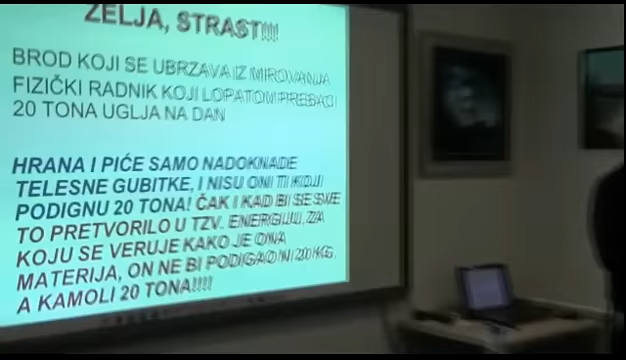 ŽELJA, STRAST!!!
BROD KOJI SE UBRZAVA IZ MIROVANJA
FIZIČKI RADNIK KOJI LOPATOM PREBACI
20 TONA UGLJA NA DAN
HRANA I PIĆE SAMO NADOKNADE
TELESNE GUBITKE, I NISU ONI TI KOJI
PODIGNU 20 TONA! ČAK I KAD BI SE SVE
TO PRETVORILO U TZV. ENERGIJU, ZA
KOJU SE VERUJE KAKO JE ONA
MATERIJA, ON NE BI PODIGAO NI 20 KG,
A KAMOLI 20 TONA!!!!